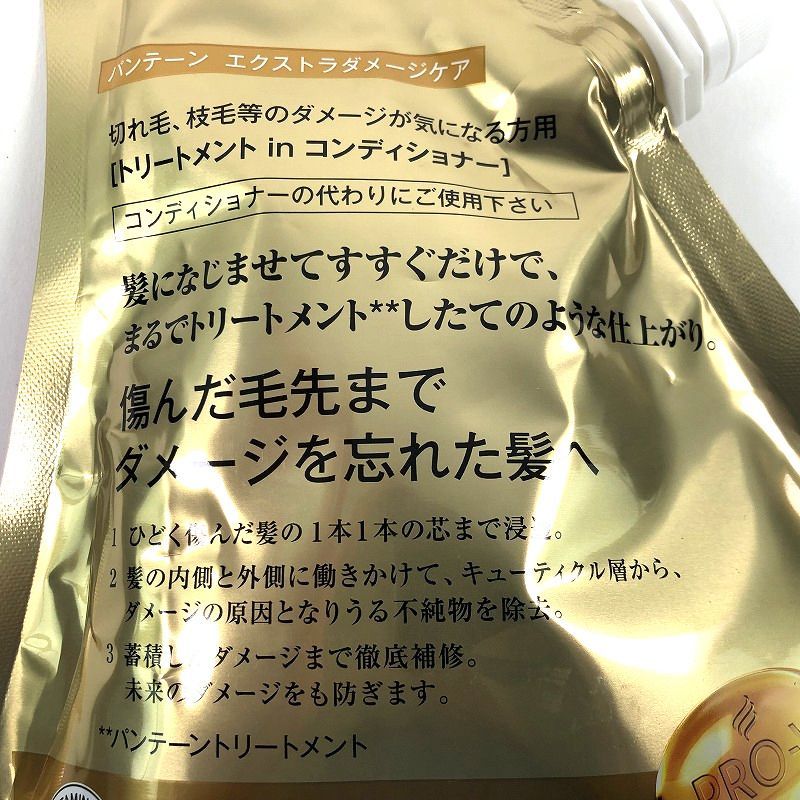 パンテーン エクストラダメージケア
切れ毛、枝毛等のダメージが気になる方用
[トリートメント in コンディショナー]
コンディショナーの代わりにご使用下さい
髪になじませてすすぐだけで、
まるでトリートメント**したてのような仕上がり。
傷んだ毛先まで
ダメージを忘れた髪へ
1 ひどく傷んだ髪の1本1本の芯まで浸透。
2 髪の内側と外側に働きかけて、キューティクル層から、
ダメージの原因となりうる不純物を除去。
3 蓄積したダメージまで徹底補修。
未来のダメージをも防ぎます。
**パンテーントリートメント
PRO-